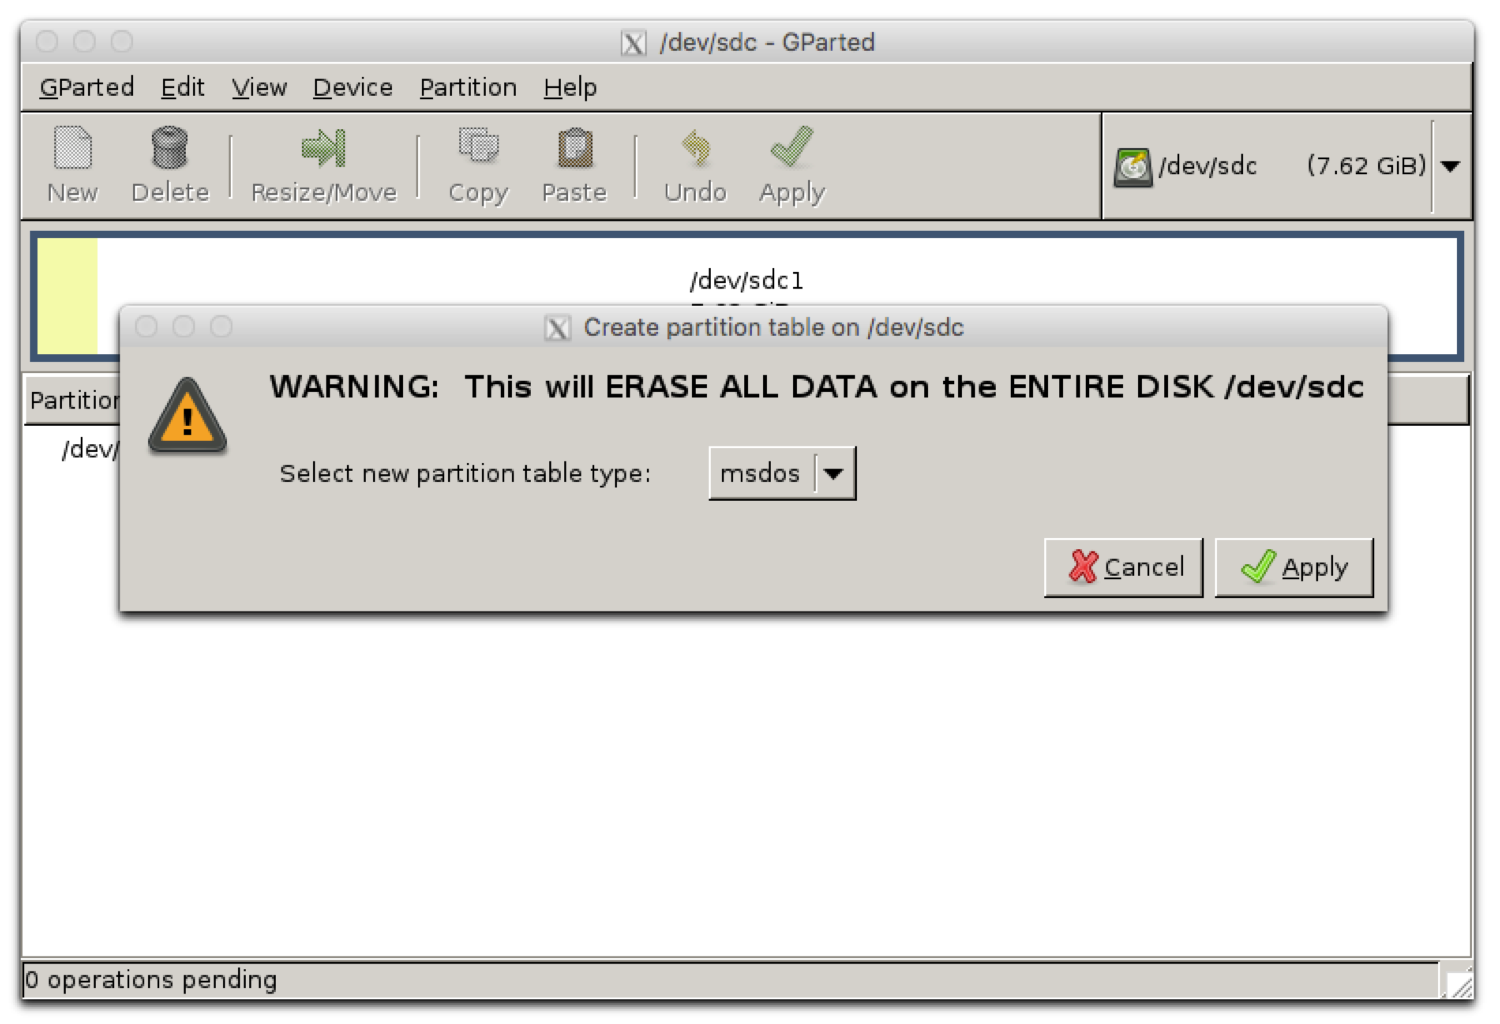 /dev/sdc - GParted
GParted Edit View Device Partition Help
New Delete Resize/Move Copy Paste Undo Apply
/dev/sdc (7.62 GiB)
/dev/sdc1
Create partition table on /dev/sdc
WARNING: This will ERASE ALL DATA on the ENTIRE DISK /dev/sdc
Partition
/dev/
Select new partition table type: msdos
Cancel Apply
0 operations pending